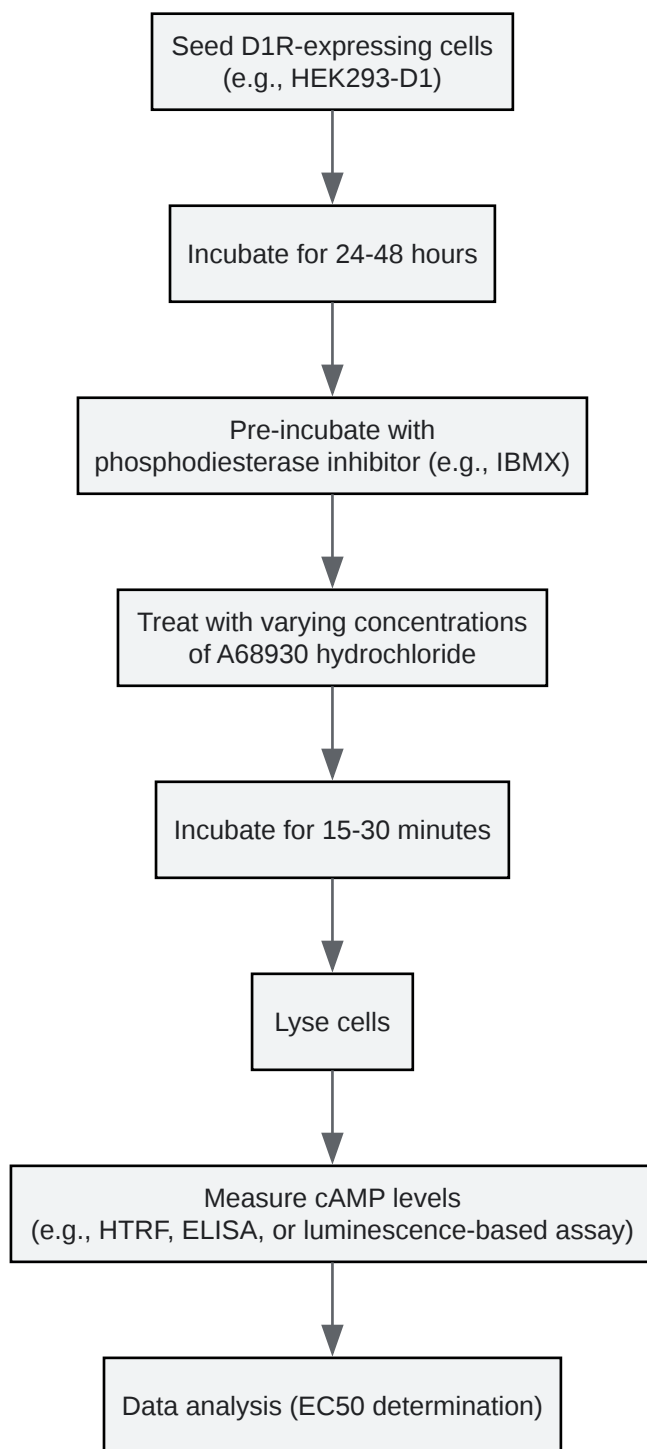 Seed D1R-expressing cells
(e.g., HEK293-D1)
Incubate for 24-48 hours
Pre-incubate with
phosphodiesterase inhibitor (e.g., IBMX)
Treat with varying concentrations
of A68930 hydrochloride
Incubate for 15-30 minutes
Lyse cells
Measure cAMP levels
(e.g., HTRF, ELISA, or luminescence-based assay)
Data analysis (EC50 determination)